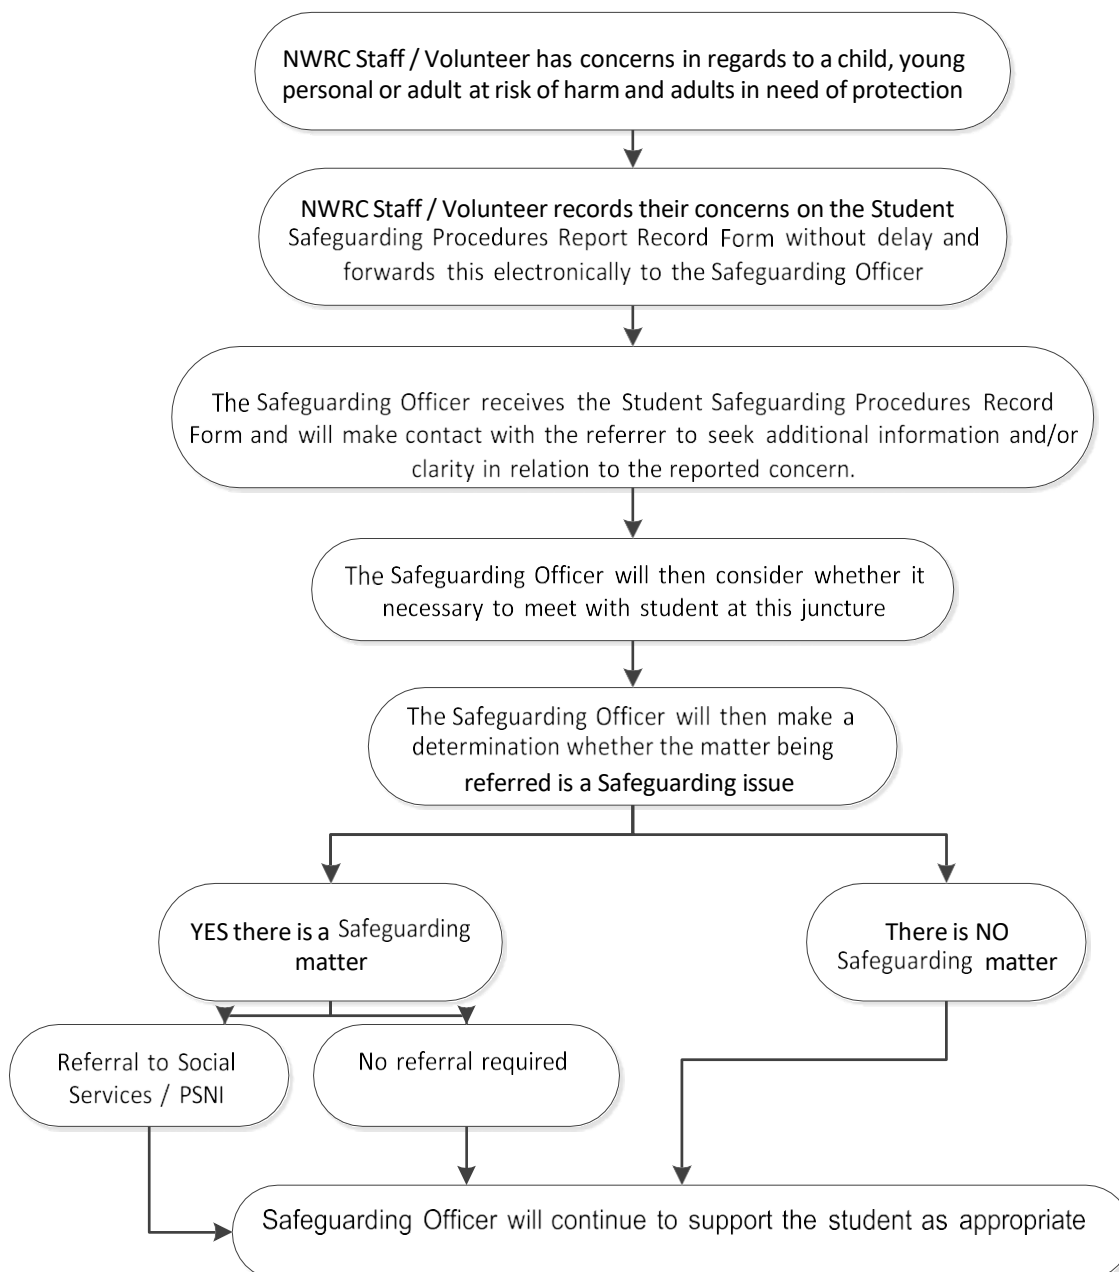 NWRC Staff / Volunteer has concerns in regards to a child, young
personal or adult at risk of harm and adults in need of protection
NWRC Staff / Volunteer records their concerns on the Student
Safeguarding Procedures Report Record Form without delay and
forwards this electronically to the Safeguarding Officer
The Safeguarding Officer receives the Student Safeguarding Procedures Record
Form and will make contact with the referrer to seek additional information and/or
clarity in relation to the reported concern.
The Safeguarding Officer will then consider whether it
necessary to meet with student at this juncture
The Safeguarding Officer will then make a
determination whether the matter being
referred is a Safeguarding issue
YES there is a Safeguarding
matter
There is NO
Safeguarding matter
Referral to Social
Services / PSNI
No referral required
Safeguarding Officer will continue to support the student as appropriate